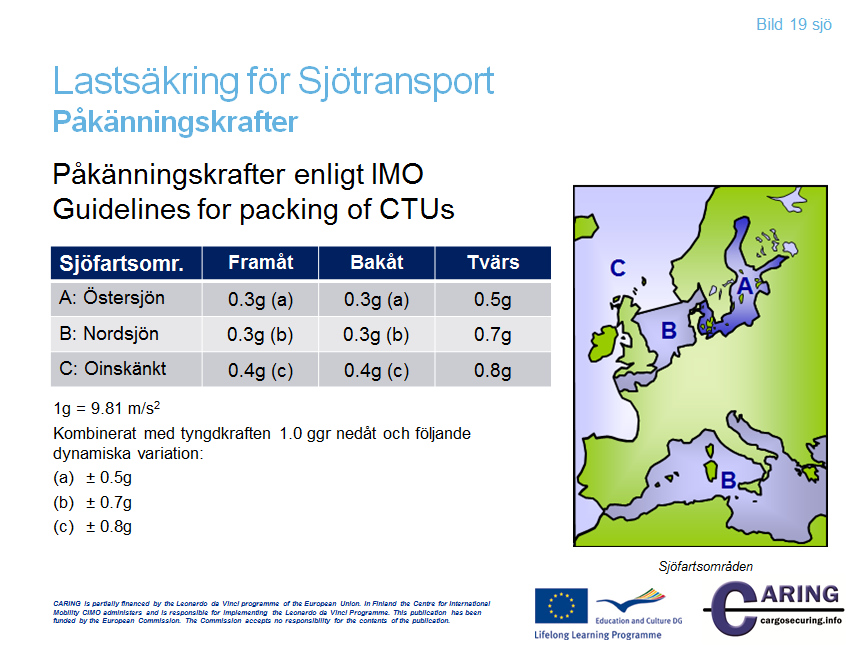 Bild 19 sjö
Lastsäkring för Sjötransport
Påkänningskrafter
Påkänningskrafter enligt IMO
Guidelines for packing of CTUs
Sjöfartsomr. Framåt Bakåt Tvärs
A: Östersjön 0.3g (a) 0.3g (a) 0.5g
B: Nordsjön 0.3g (b) 0.3g (b) 0.7g
C: Oinskänkt 0.4g (c) 0.4g (c) 0.8g
1g = 9.81 m/s²
Kombinerat med tyngdkraften 1.0 ggr nedåt och följande
dynamiska variation:
(a) ± 0.5g
(b) ± 0.7g
(c) ± 0.8g
C
A
B
B
Sjöfartsområden
CARING is partially financed by the Leonardo da Vinci programme of the European Union. In Finland the Centre for International
Mobility CIMO administers and is responsible for implementing the Leonardo da Vinci Programme. This publication has been
funded by the European Commission. The Commission accepts no responsibility for the contents of the publication.
Education and Culture DG
Lifelong Learning Programme
CARING
cargosecuring.info